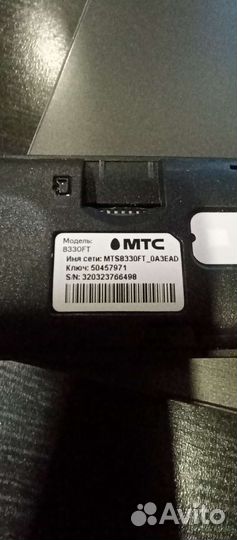 Модель:
8330FT
МТС
Имя сети: MTS8330FT_0A3EAD
Ключ: 50457971
S/N: 320323766498
Avito